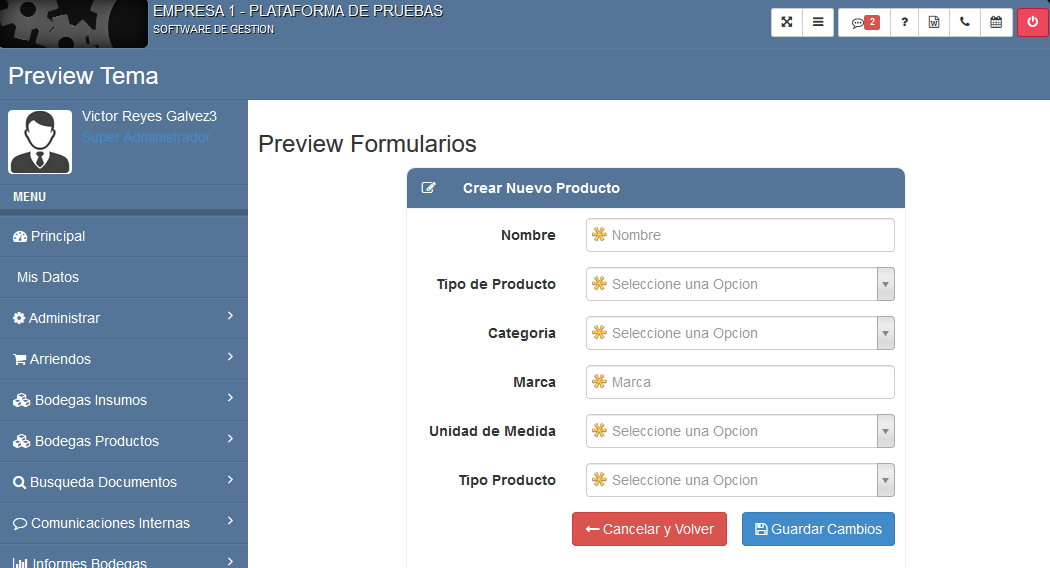 EMPRESA 1 - PLATAFORMA DE PRUEBAS
SOFTWARE DE GESTION
2
?
Preview Tema
Victor Reyes Galvez3
Super Administrador
MENU
Principal
Mis Datos
Administrar
Arriendos
Bodegas Insumos
Bodegas Productos
Busqueda Documentos
Comunicaciones Internas
Informes Bodegas
Preview Formularios
Crear Nuevo Producto
Nombre Nombre
Tipo de Producto Seleccione una Opcion
Categoria Seleccione una Opcion
Marca Marca
Unidad de Medida Seleccione una Opcion
Tipo Producto Seleccione una Opcion
Cancelar y Volver Guardar Cambios